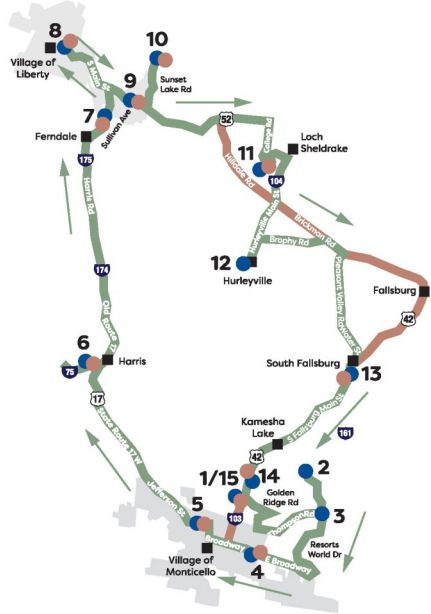 8
Village of
Liberty
S Main St
10
Sunset
Lake Rd
9
7
Sullivan Ave
Ferndale
175
Harris Rd
52
College Rd
Loch
Sheldrake
11
104
Hilldale Rd
Hurleyville Main St
Brickman Rd
Brophy Rd
12
Hurleyville
Pleasant Valley Rd
Water St
Fallsburg
42
174
Old
Route 17
6
Harris
75
17
South Fallsburg
13
S Fallsburg Main St
161
State Route 17 W
Kamesha
Lake
42
1/15
14
2
Golden
Ridge Rd
Jefferson St
5
103
Thompson Rd
3
Resorts
World Dr
Broadway
E Broadway
Village of
Monticello
4